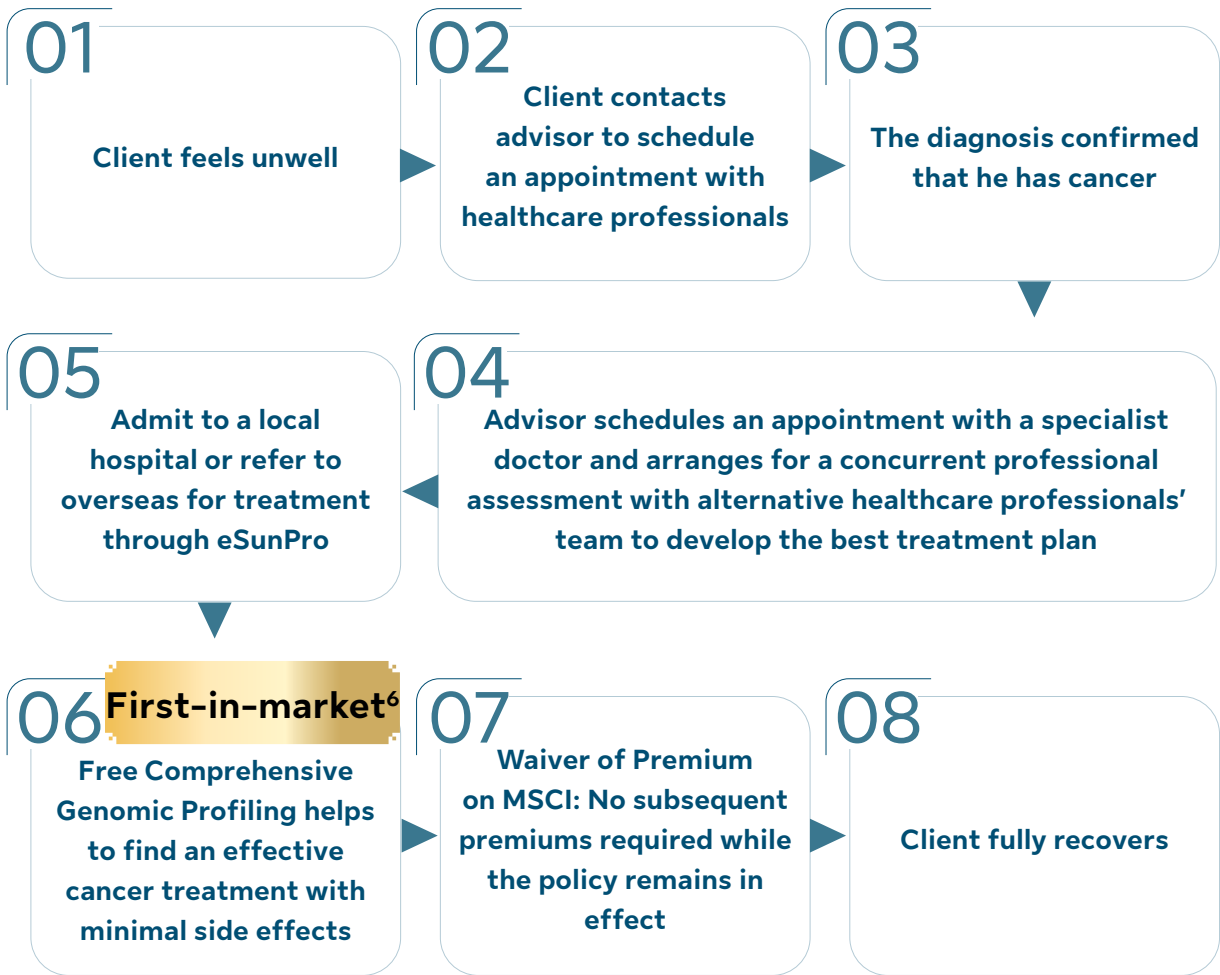 01
Client feels unwell
02
Client contacts
advisor to schedule
an appointment with
healthcare professionals
03
The diagnosis confirmed
that he has cancer
04
Advisor schedules an appointment with a specialist
doctor and arranges for a concurrent professional
assessment with alternative healthcare professionals’
team to develop the best treatment plan
05
Admit to a local
hospital or refer to
overseas for treatment
through eSunPro
06
First-in-market⁶
Free Comprehensive
Genomic Profiling helps
to find an effective
cancer treatment with
minimal side effects
07
Waiver of Premium
on MSCI: No subsequent
premiums required while
the policy remains in
effect
08
Client fully recovers